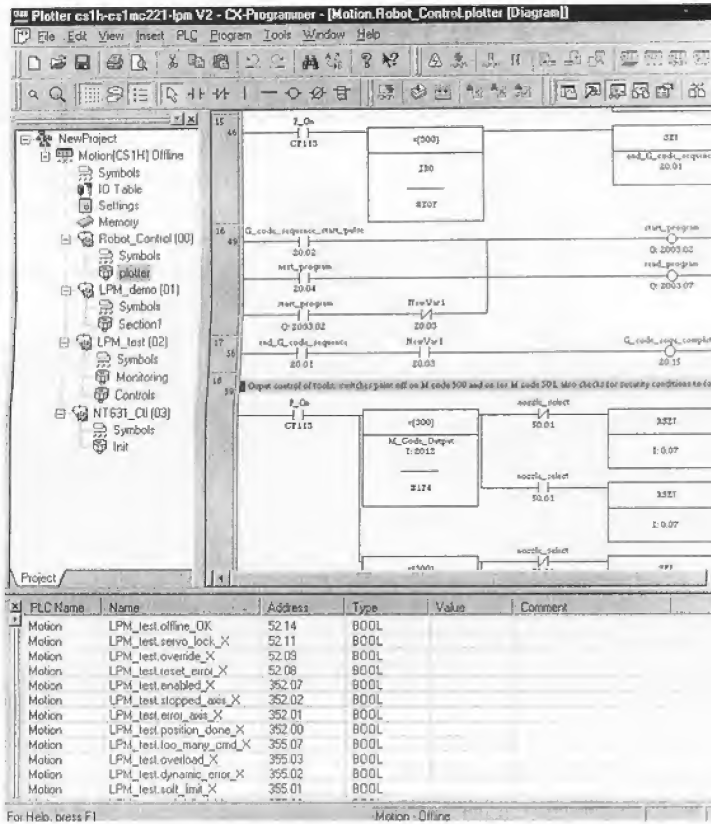 Plotter cs1h-cs1mc221-lpm V2 - CX-Programmer - [Motion.Robot_Control.plotter [Diagram]]
File Edit View Insert PLC Program Tools Window Help
NewProject
Motion[CS1H] Offline
Symbols
IO Table
Settings
Memory
Robot_Control (00)
Symbols
plotter
LPM_demo (01)
Symbols
Section1
LPM_test (02)
Symbols
Monitoring
Controls
NT631_Ctl (03)
Symbols
Init
Project
15
46
P_On
CF113
=(300)
SET
end_G_code_sequence
20.01
16
49
G_code_sequence_start_pulse
20.02
start_program
Q: 2003.02
next_program
20.04
read_program
Q: 2003.07
start_program
Q: 2003.02
NewVar1
20.03
17
56
end_G_code_sequence
20.01
NewVar1
20.03
20.15
18
59
P_On
CF113
=(300)
M_Code_Output
I: 2012
nozzle_select
50.01
RSET
I: 0.07
nozzle_select
50.01
RSET
I: 0.07
=(300)
nozzle_select
PLC Name Name Address Type Value Comment
Motion LPM_test.offline_OK 52.14 BOOL
Motion LPM_test.servo_lock_X 52.11 BOOL
Motion LPM_test.override_X 52.09 BOOL
Motion LPM_test.reset_error_X 52.08 BOOL
Motion LPM_test.enabled_X 352.07 BOOL
Motion LPM_test.stopped_axis_X 352.02 BOOL
Motion LPM_test.error_axis_X 352.01 BOOL
Motion LPM_test.position_done_X 352.00 BOOL
Motion LPM_test.too_many_cmd_X 355.07 BOOL
Motion LPM_test.overload_X 355.03 BOOL
Motion LPM_test.dynamic_error_X 355.02 BOOL
Motion LPM_test.soft_limit_X 355.01 BOOL
For Help, press F1
Motion - Offline